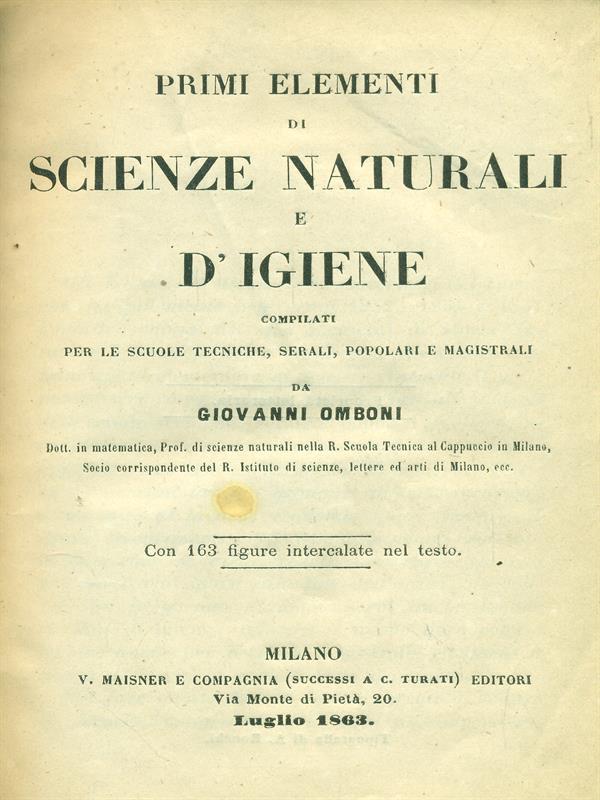 PRIMI ELEMENTI
DI
SCIENZE NATURALI
E
D'IGIENE
COMPILATI
PER LE SCUOLE TECNICHE, SERALI, POPOLARI E MAGISTRALI
DA
GIOVANNI OMBONI
Dott. in matematica, Prof. di scienze naturali nella R. Scuola Tecnica al Cappuccio in Milano,
Socio corrispondente del R. Istituto di scienze, lettere ed arti di Milano, ecc.
Con 163 figure intercalate nel testo.
MILANO
V. MAISNER E COMPAGNIA (SUCCESSI A C. TURATI) EDITORI
Via Monte di Pietà, 20.
Luglio 1863.